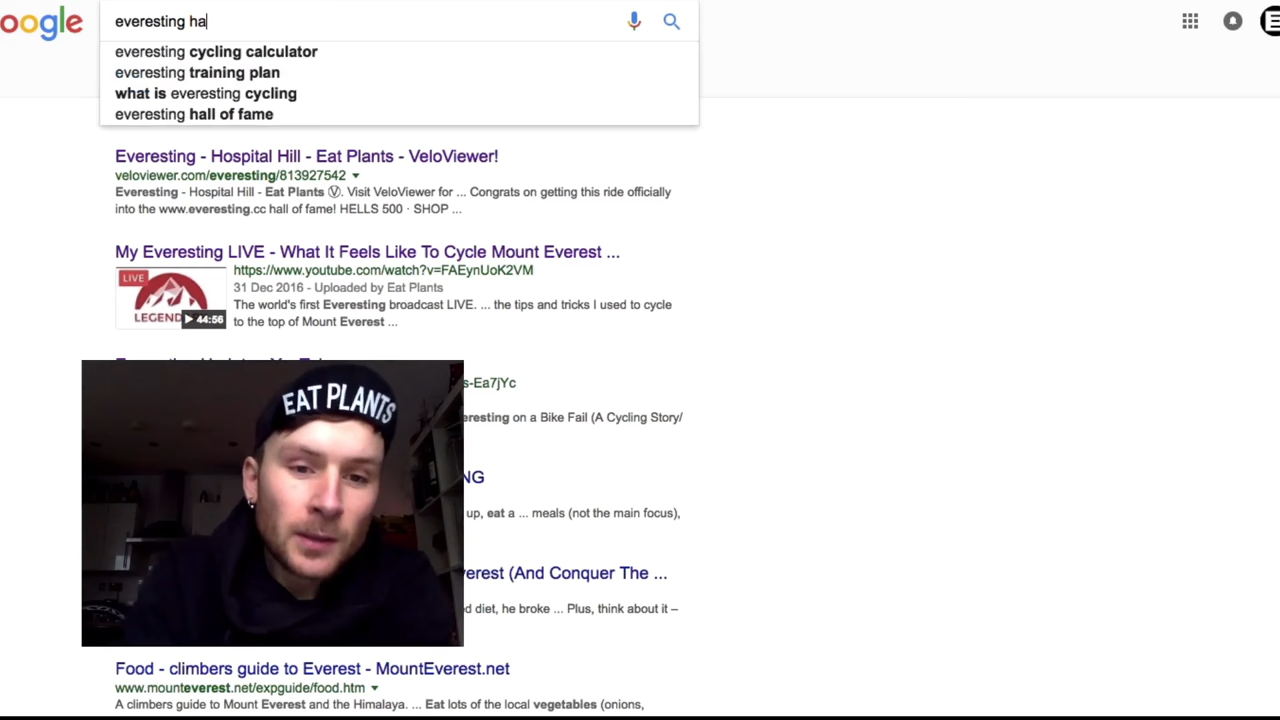 oogle
everesting ha
everesting cycling calculator
everesting training plan
what is everesting cycling
everesting hall of fame
Everesting - Hospital Hill - Eat Plants - VeloViewer!
veloviewer.com/everesting/813927542
Everesting - Hospital Hill - Eat Plants Ⓥ. Visit VeloViewer for ... Congrats on getting this ride officially
into the www.everesting.cc hall of fame! HELLS 500 · SHOP ...
My Everesting LIVE - What It Feels Like To Cycle Mount Everest ...
LIVE
LEGEND
44:56
https://www.youtube.com/watch?v=FAEynUoK2VM
31 Dec 2016 - Uploaded by Eat Plants
The world's first Everesting broadcast LIVE. ... the tips and tricks I used to cycle
to the top of Mount Everest ...
s-Ea7jYc
EAT PLANTS
eresting on a Bike Fail (A Cycling Story/
NG
up, eat a ... meals (not the main focus),
verest (And Conquer The ...
d diet, he broke ... Plus, think about it –
Food - climbers guide to Everest - MountEverest.net
www.mounteverest.net/expguide/food.htm
A climbers guide to Mount Everest and the Himalaya. ... Eat lots of the local vegetables (onions,